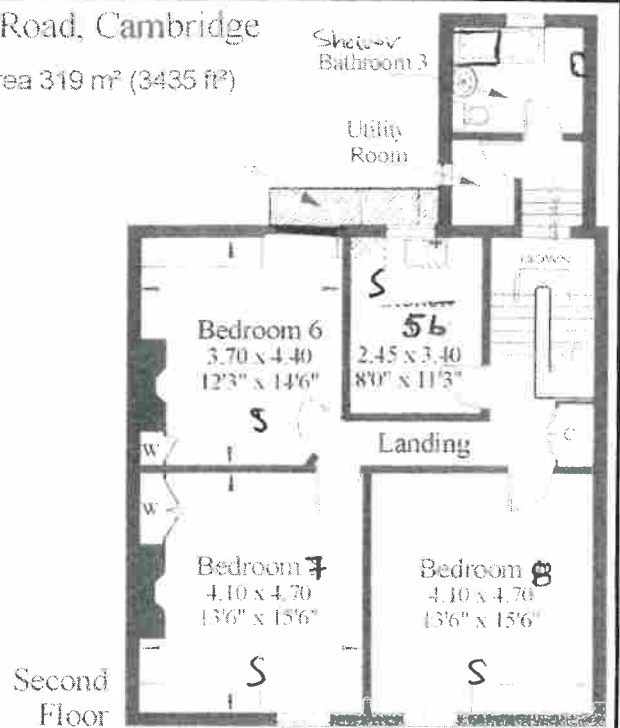 Road, Cambridge
rea 319 m² (3435 ft²)
Shower
Bathroom 3
Utility
Room
DOWN
S
5b
2.45 x 3.40
8'0" x 11'3"
Bedroom 6
3.70 x 4.40
12'3" x 14'6"
S
W
Landing
C
W
Bedroom 7
4.10 x 4.70
13'6" x 15'6"
S
Bedroom 8
4.10 x 4.70
13'6" x 15'6"
S
Second
Floor